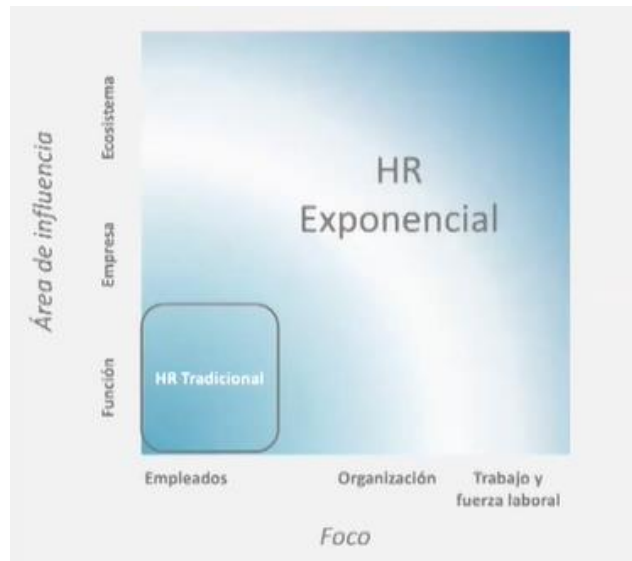 Área de influencia
Ecosistema
Empresa
Función
HR
Exponencial
HR Tradicional
Empleados
Organización
Trabajo y
fuerza laboral
Foco